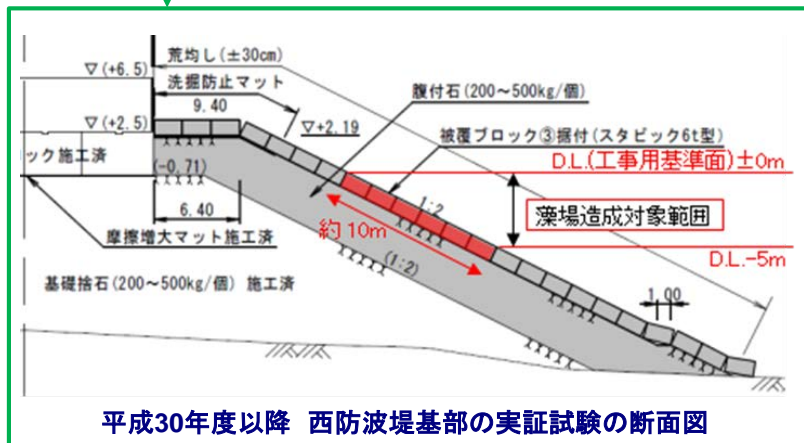 荒均し(±30cm)
▽(+6.5)
洗掘防止マット
9.40
腹付石(200～500kg/個)
▽+2.19
▽(+2.5)
被覆ブロック③据付(スタビック6t型)
D.L.(工事用基準面)±0m
ロック施工済
(-0.71)
1:2
藻場造成対象範囲
6.40
約10m
摩擦増大マット施工済
D.L.-5m
(1:2)
基礎捨石(200～500kg/個) 施工済
1.00
平成30年度以降 西防波堤基部の実証試験の断面図